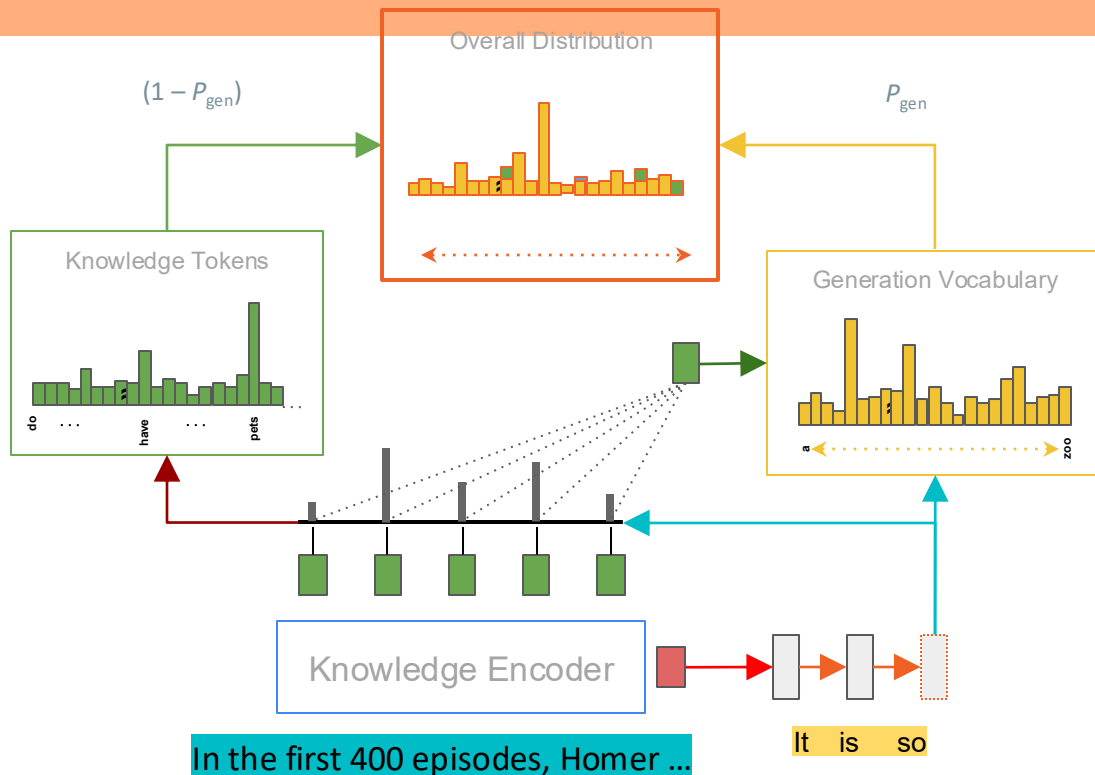 Overall Distribution
(1 – Pgen)
Pgen
Knowledge Tokens
Generation Vocabulary
do ... have ... pets ....
a zoo
Knowledge Encoder
It is so
In the first 400 episodes, Homer ...